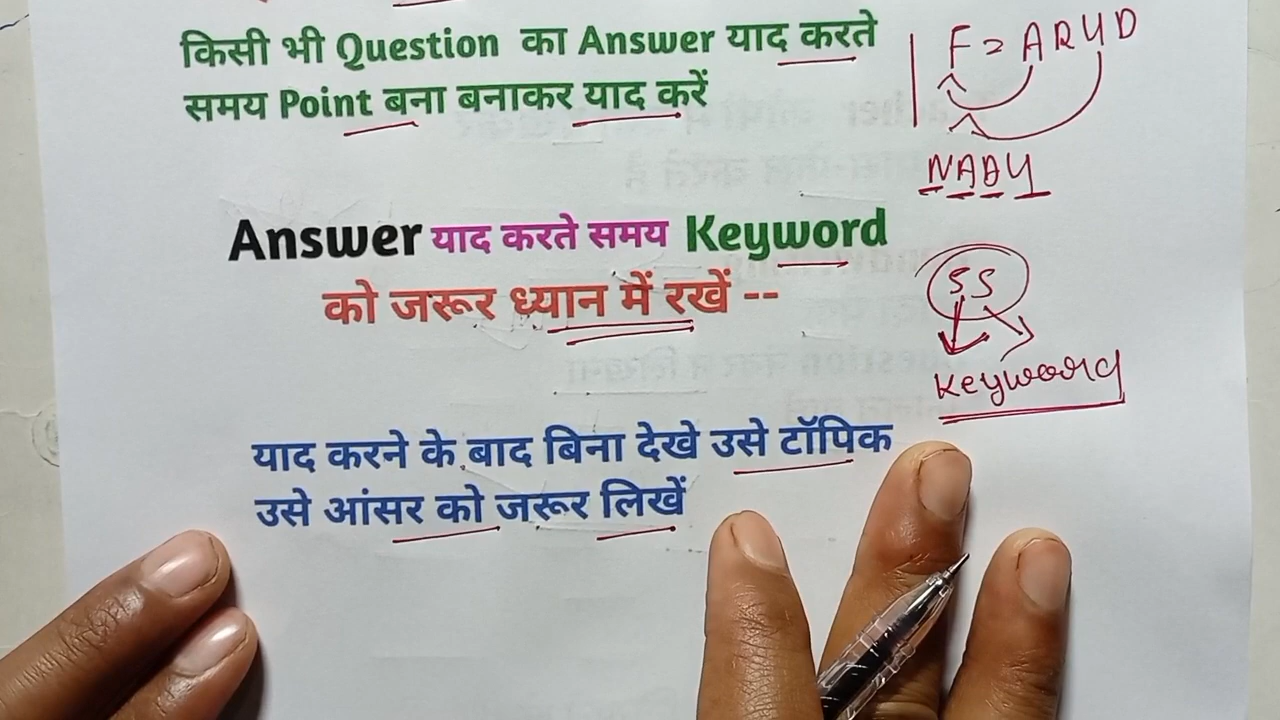 किसी भी Question का Answer याद करते
समय Point बना बनाकर याद करें
F = ARYD
NADY
Answer याद करते समय Keyword
को जरूर ध्यान में रखें --
SS
Keyword
याद करने के बाद बिना देखे उसे टॉपिक
उसे आंसर को जरूर लिखें